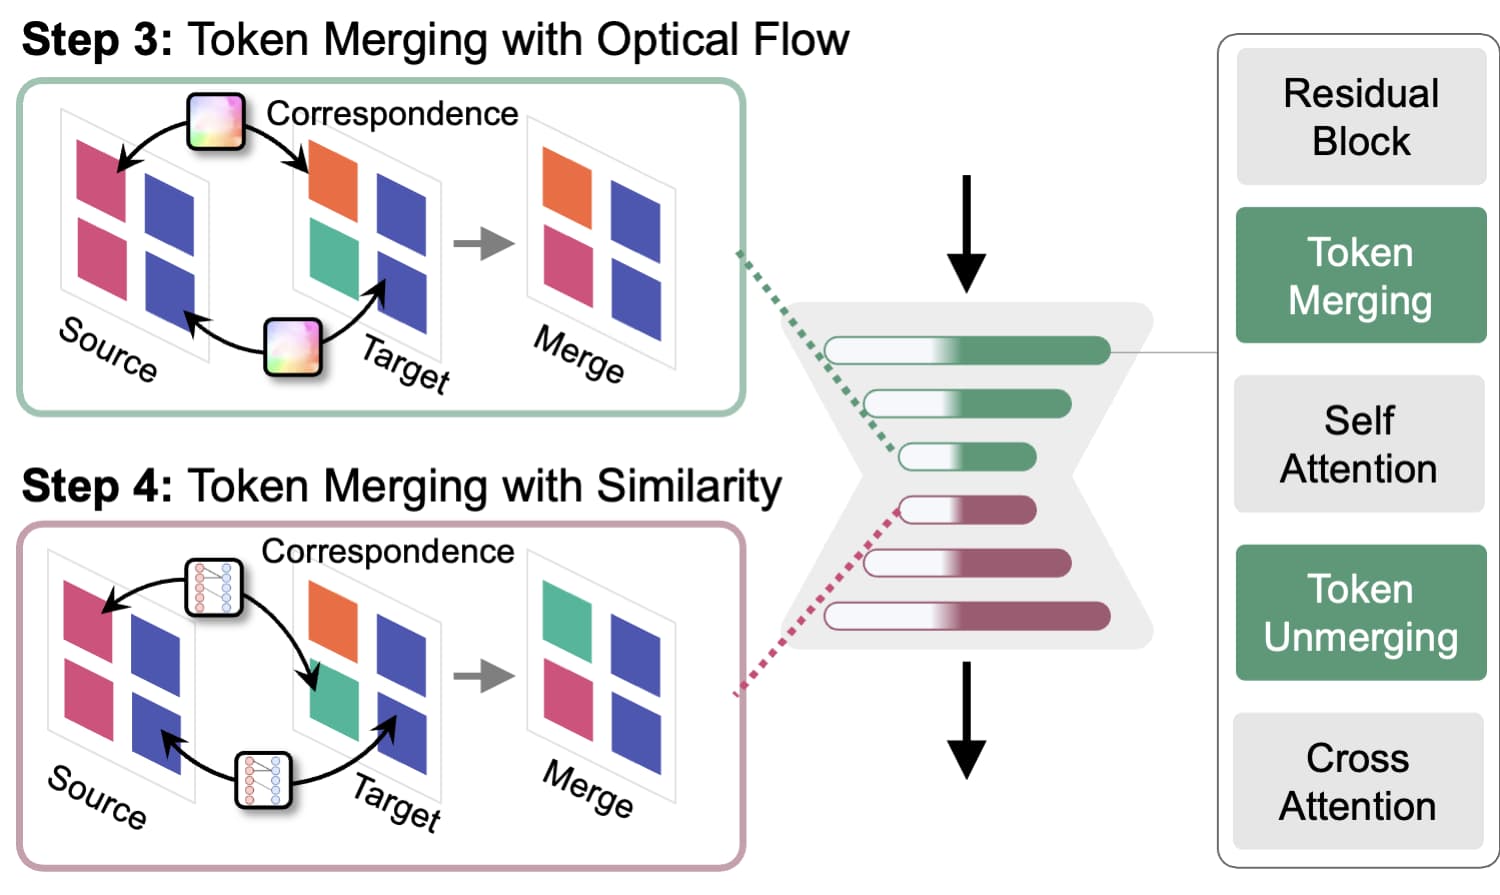 Step 3: Token Merging with Optical Flow
Correspondence
Source
Target
Merge
Step 4: Token Merging with Similarity
Correspondence
Source
Target
Merge
Residual
Block
Token
Merging
Self
Attention
Token
Unmerging
Cross
Attention